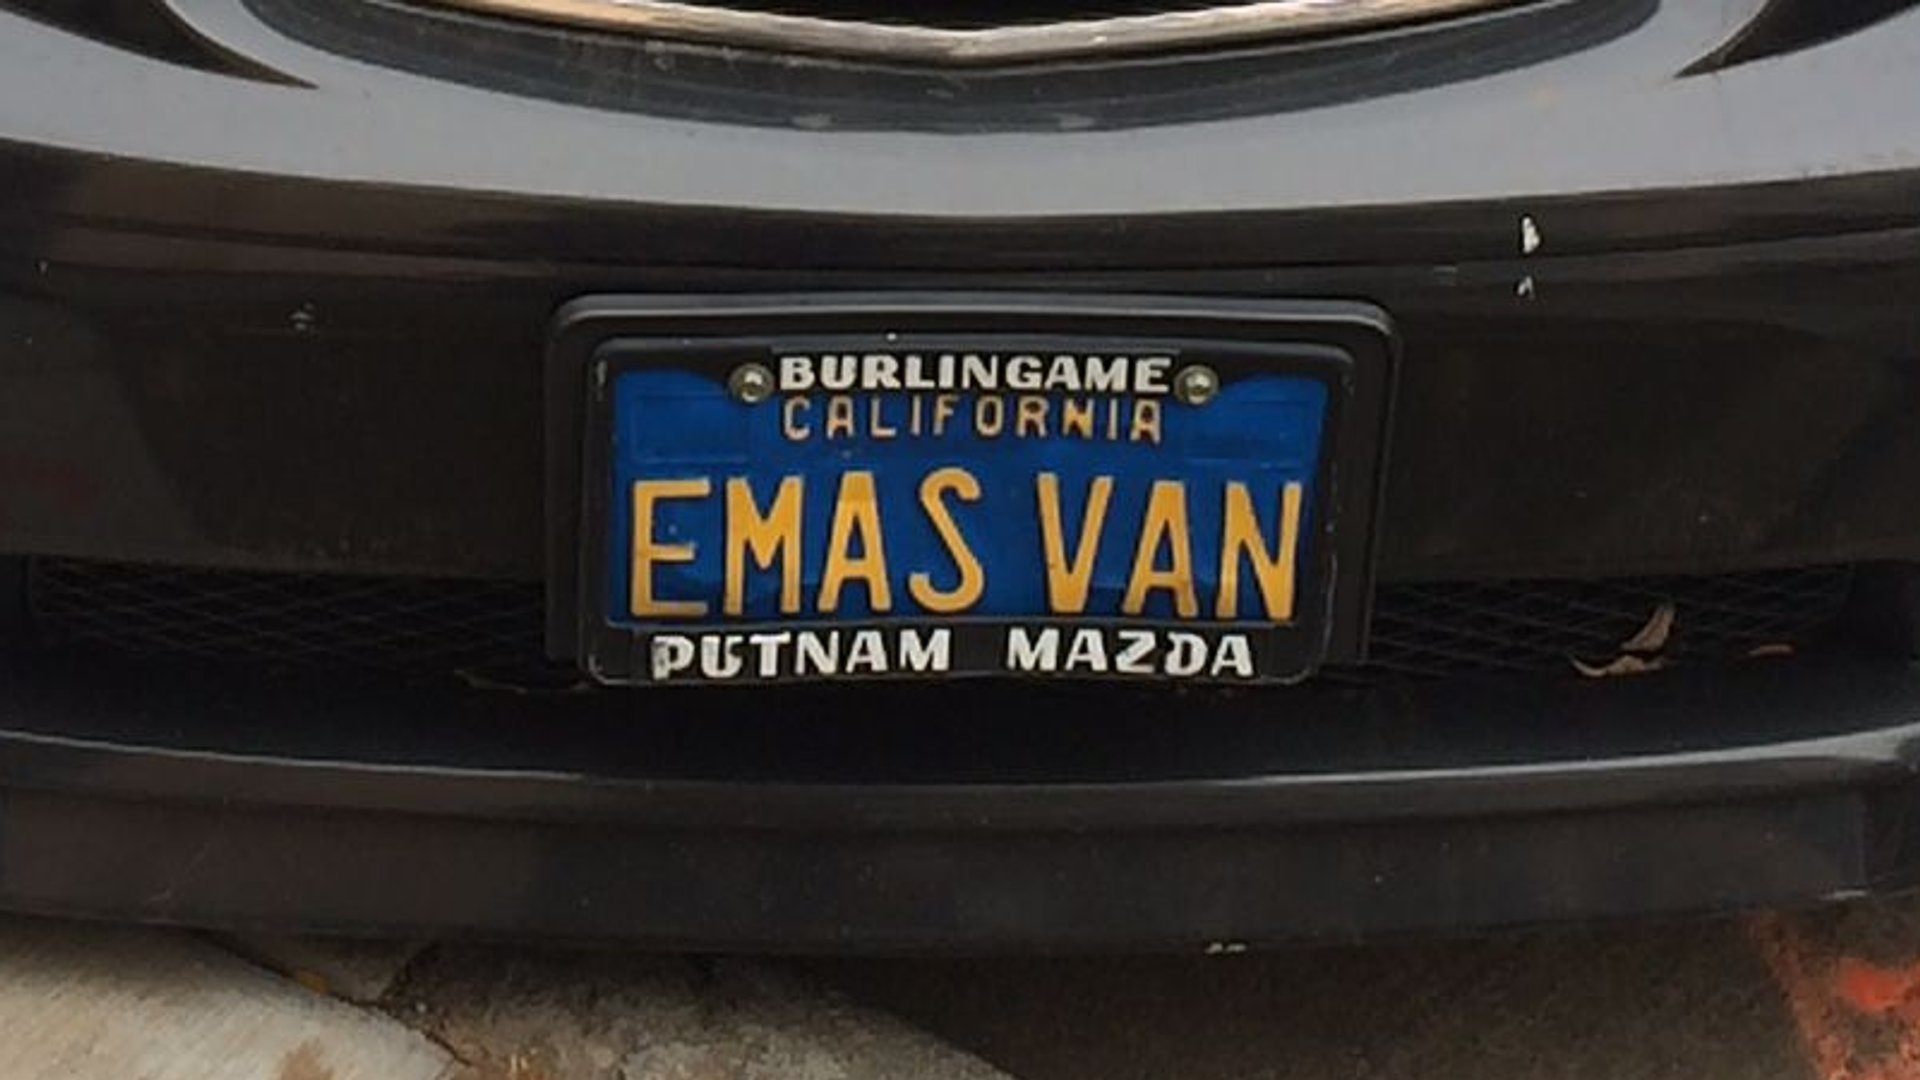 BURLINGAME
CALIFORNIA
EMAS VAN
PUTNAM MAZDA